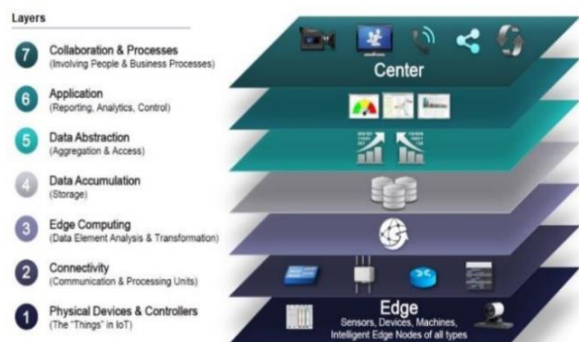 Layers
7 Collaboration & Processes
(Involving People & Business Processes)
6 Application
(Reporting, Analytics, Control)
5 Data Abstraction
(Aggregation & Access)
4 Data Accumulation
(Storage)
3 Edge Computing
(Data Element Analysis & Transformation)
2 Connectivity
(Communication & Processing Units)
1 Physical Devices & Controllers
(The "Things" in IoT)
Center
Edge
Sensors, Devices, Machines,
Intelligent Edge Nodes of all types